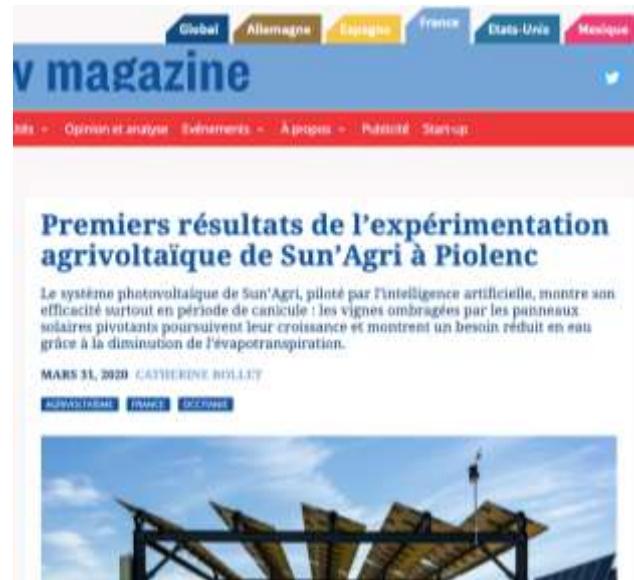 Global Allemagne Espagne France Etats-Unis Mexique
v magazine
Opinion et analyse Evénements À propos Publicité Start-up
Premiers résultats de l'expérimentation
agrivoltaïque de Sun'Agri à Piolenc
Le système photovoltaïque de Sun'Agri, piloté par l'intelligence artificielle, montre son
efficacité surtout en période de canicule : les vignes ombragées par les panneaux
solaires pivotants poursuivent leur croissance et montrent un besoin réduit en eau
grâce à la diminution de l'évapotranspiration.
MARS 31, 2020 CATHERINE ROLLET
AGRIVOLTAÏSME FRANCE OCCITANIE